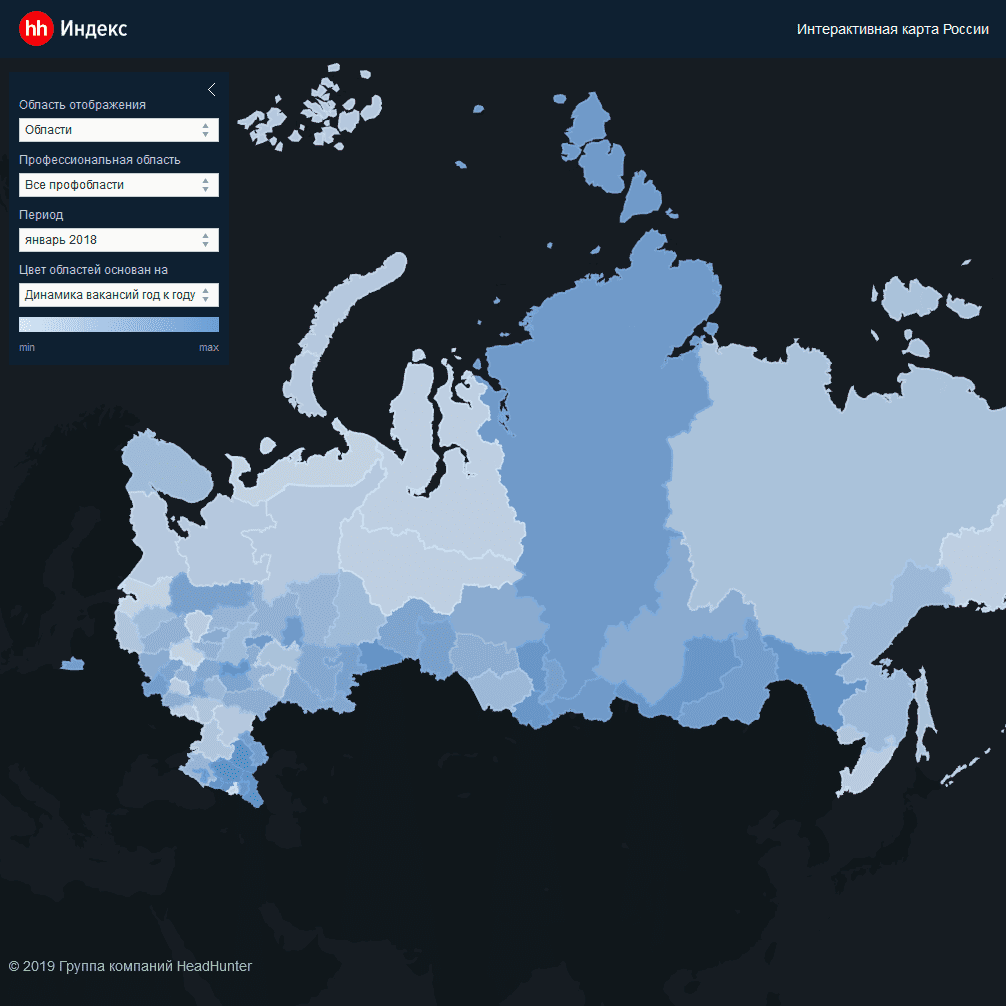 hh Индекс
Интерактивная карта России
Область отображения
Области
Профессиональная область
Все профобласти
Период
январь 2018
Цвет областей основан на
Динамика вакансий год к году
min max
© 2019 Группа компаний HeadHunter